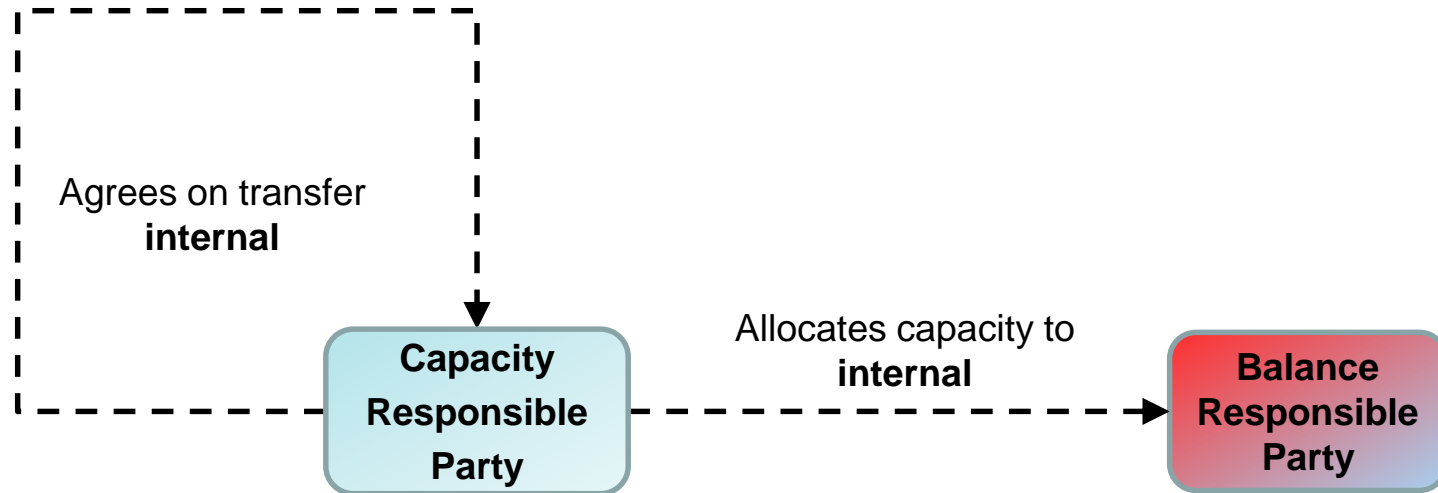 Agrees on transfer
internal
Allocates capacity to
internal
Capacity
Responsible
Party
Balance
Responsible
Party